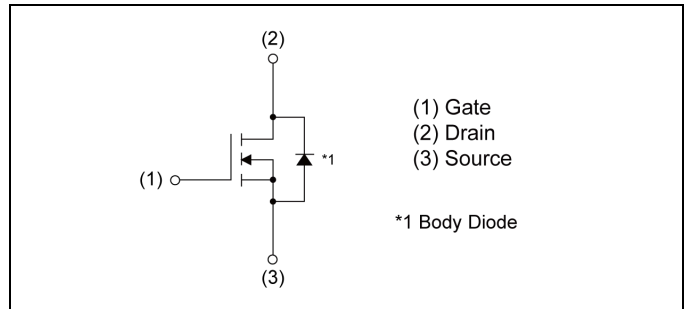 (2)
(1) Gate
(2) Drain
(3) Source
*1
(1)
*1 Body Diode
(3)